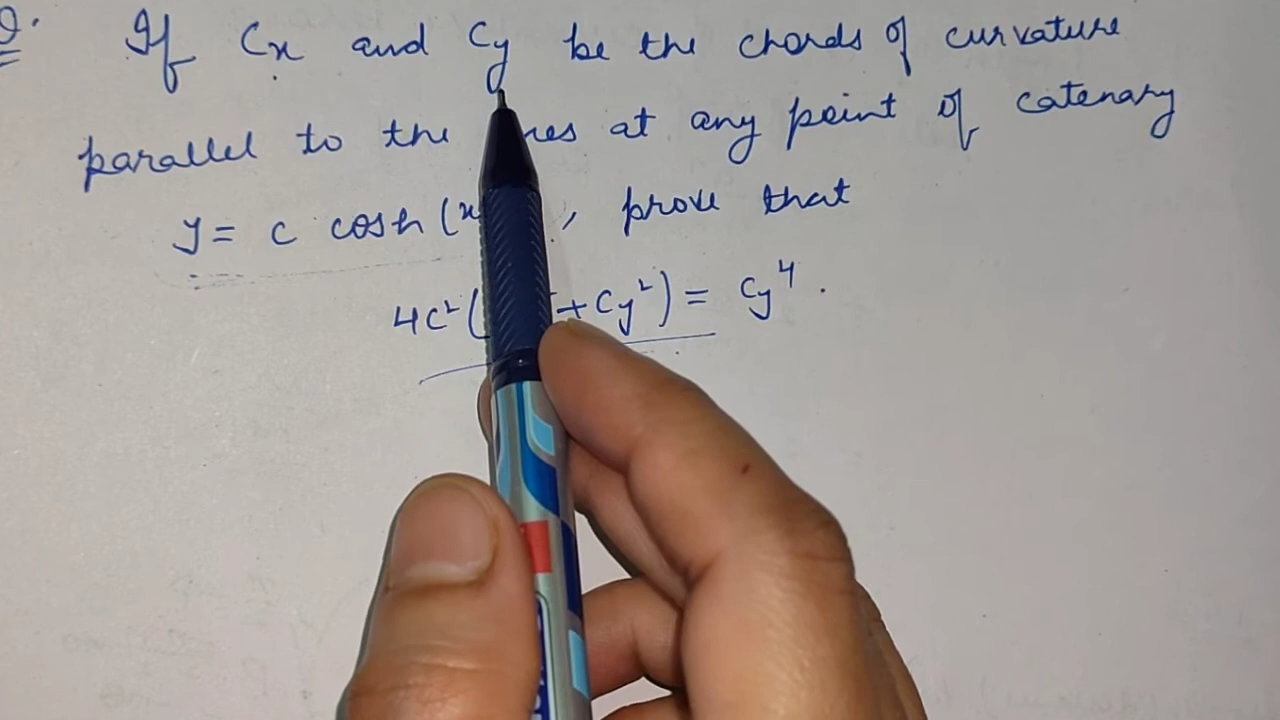 Q. If Cx and Cy be the chords of curvature
parallel to the at any point of catenary
y = c cosh (x , prove that
4c² ( + Cy²) = Cy⁴.